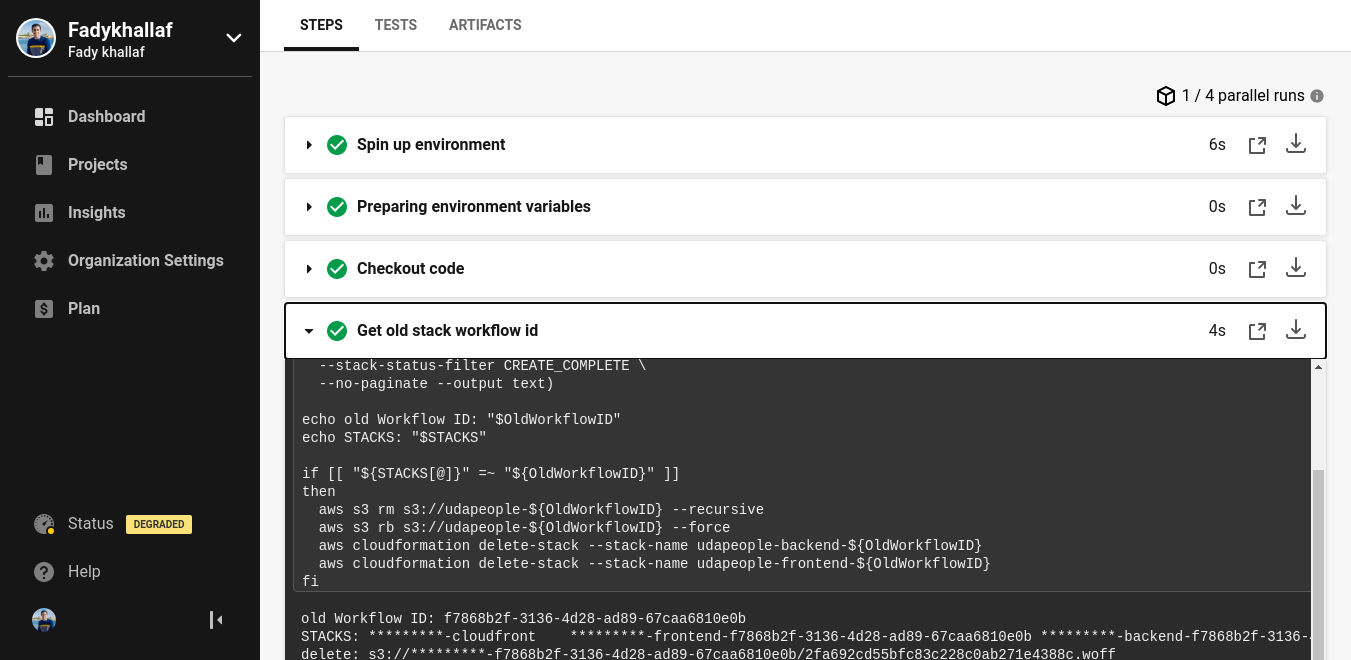 Fadykhallaf
Fady khallaf
Dashboard
Projects
Insights
Organization Settings
Plan
Status DEGRADED
Help
STEPS TESTS ARTIFACTS
1 / 4 parallel runs
Spin up environment 6s
Preparing environment variables 0s
Checkout code 0s
Get old stack workflow id 4s
--stack-status-filter CREATE_COMPLETE \
--no-paginate --output text)
echo old Workflow ID: "$OldWorkflowID"
echo STACKS: "$STACKS"
if [[ "${STACKS[@]}" =~ "${OldWorkflowID}" ]]
then
aws s3 rm s3://udapeople-${OldWorkflowID} --recursive
aws s3 rb s3://udapeople-${OldWorkflowID} --force
aws cloudformation delete-stack --stack-name udapeople-backend-${OldWorkflowID}
aws cloudformation delete-stack --stack-name udapeople-frontend-${OldWorkflowID}
fi
old Workflow ID: f7868b2f-3136-4d28-ad89-67caa6810e0b
STACKS: *********-cloudfront *********-frontend-f7868b2f-3136-4d28-ad89-67caa6810e0b *********-backend-f7868b2f-3136-
delete: s3://*********-f7868b2f-3136-4d28-ad89-67caa6810e0b/2fa692cd55bfc83c228c0ab271e4388c.woff